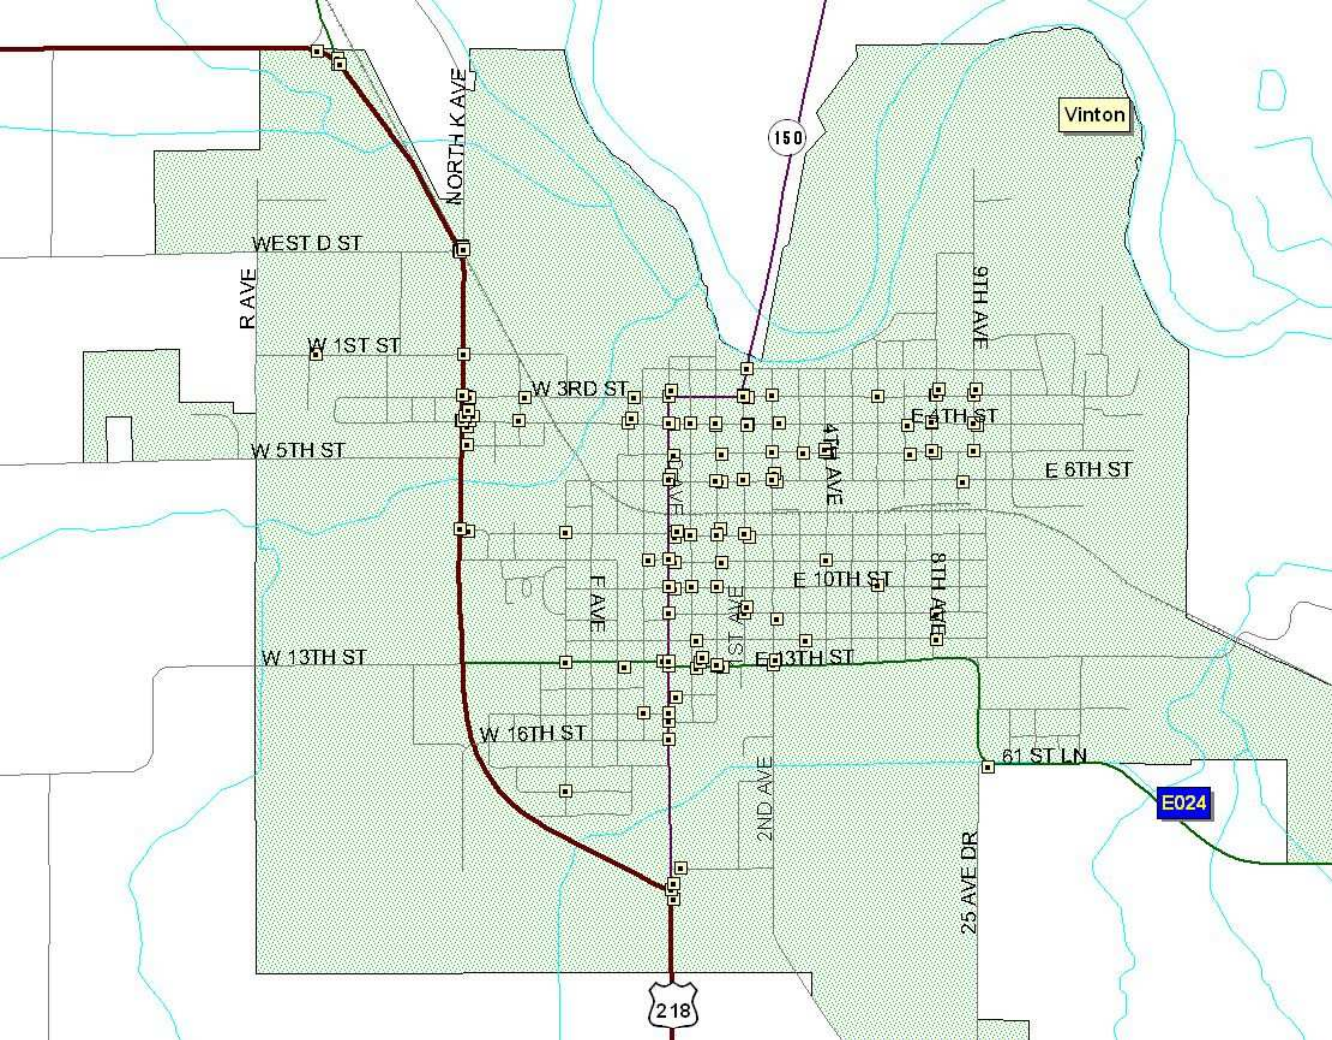 NORTH K AVE
Vinton
150
WEST D ST
R AVE
9TH AVE
W 1ST ST
W 3RD ST
E 4TH ST
W 5TH ST
4TH AVE
E 6TH ST
E 10TH ST
F AVE
1ST AVE
8TH AVE
W 13TH ST
E 13TH ST
W 16TH ST
61 ST LN
2ND AVE
E024
25 AVE DR
218